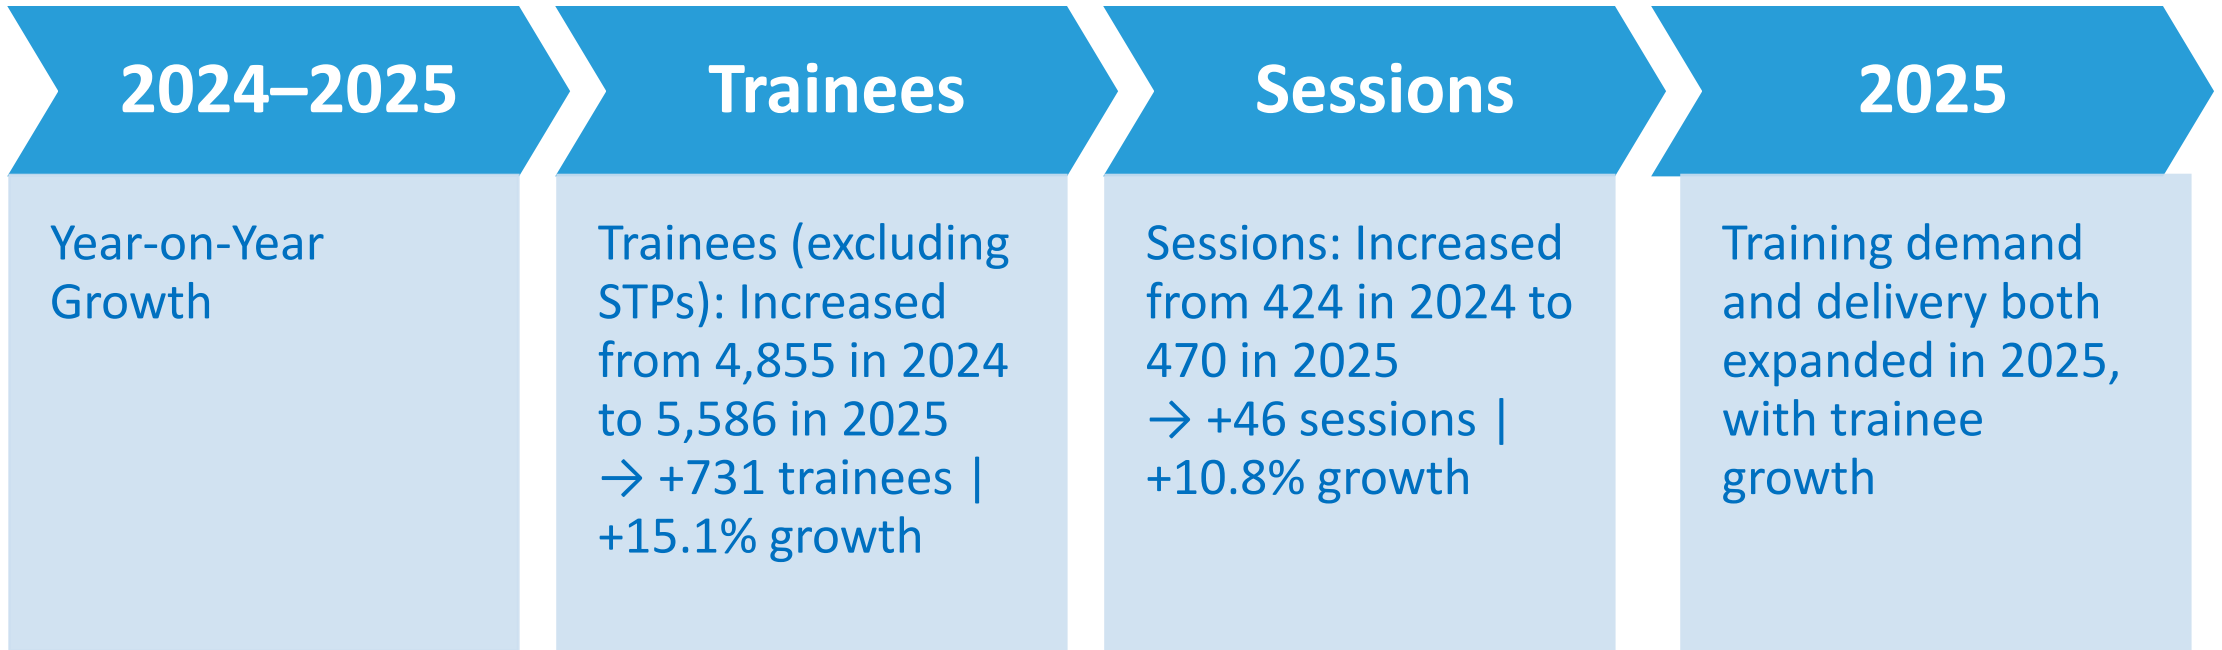 2024–2025
Year-on-Year
Growth
Trainees
Trainees (excluding
STPs): Increased
from 4,855 in 2024
to 5,586 in 2025
→ +731 trainees |
+15.1% growth
Sessions
Sessions: Increased
from 424 in 2024 to
470 in 2025
→ +46 sessions |
+10.8% growth
2025
Training demand
and delivery both
expanded in 2025,
with trainee
growth